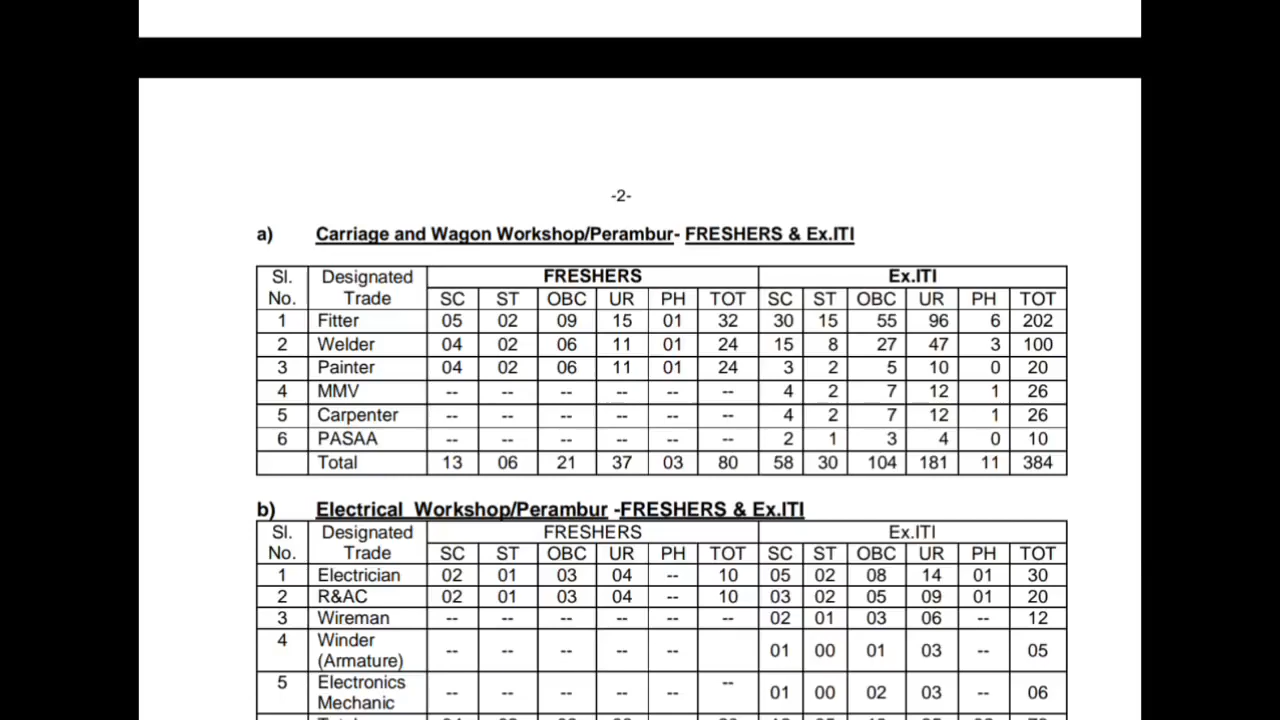 -2-
a) Carriage and Wagon Workshop/Perambur- FRESHERS & Ex.ITI
Sl. No. Designated Trade FRESHERS Ex.ITI
SC ST OBC UR PH TOT SC ST OBC UR PH TOT
1 Fitter 05 02 09 15 01 32 30 15 55 96 6 202
2 Welder 04 02 06 11 01 24 15 8 27 47 3 100
3 Painter 04 02 06 11 01 24 3 2 5 10 0 20
4 MMV -- -- -- -- -- -- 4 2 7 12 1 26
5 Carpenter -- -- -- -- -- -- 4 2 7 12 1 26
6 PASAA -- -- -- -- -- -- 2 1 3 4 0 10
Total 13 06 21 37 03 80 58 30 104 181 11 384
b) Electrical Workshop/Perambur -FRESHERS & Ex.ITI
Sl. No. Designated Trade FRESHERS Ex.ITI
SC ST OBC UR PH TOT SC ST OBC UR PH TOT
1 Electrician 02 01 03 04 -- 10 05 02 08 14 01 30
2 R&AC 02 01 03 04 -- 10 03 02 05 09 01 20
3 Wireman -- -- -- -- -- -- 02 01 03 06 -- 12
4 Winder (Armature) -- -- -- -- -- 01 00 01 03 -- 05
5 Electronics Mechanic -- -- -- -- -- -- 01 00 02 03 -- 06